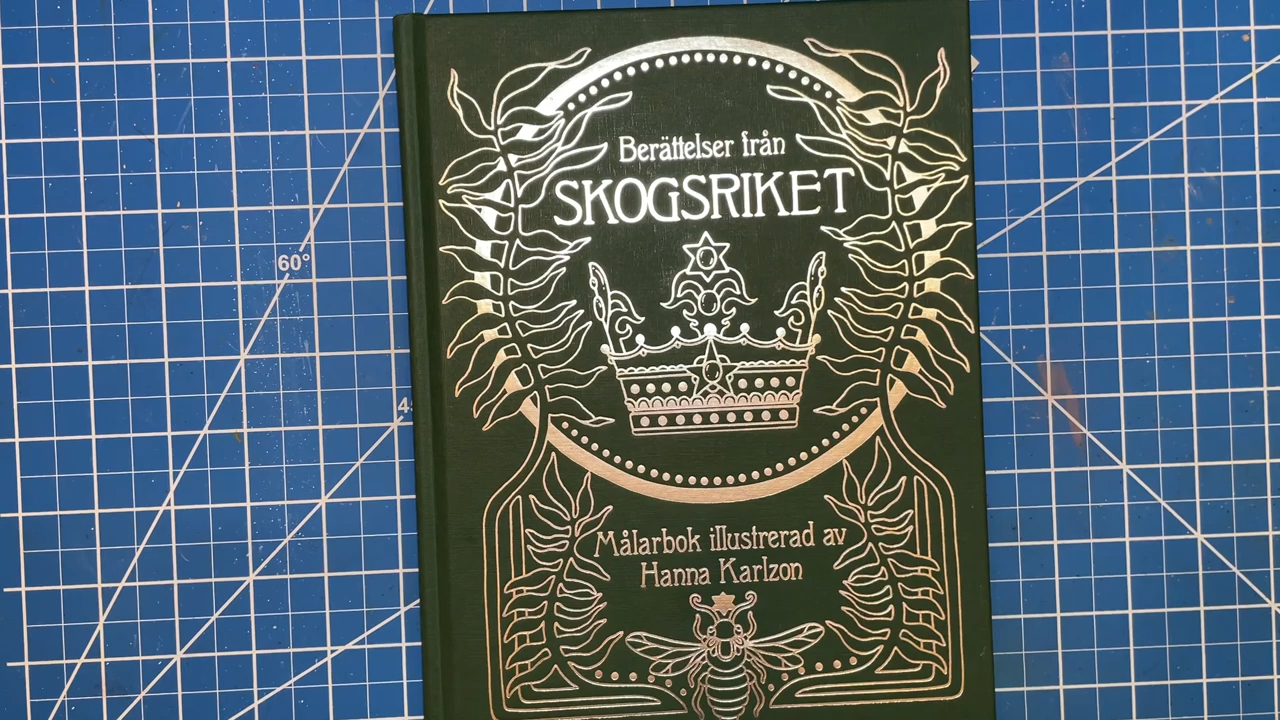 Berättelser från
SKOGSRIKET
60°
Målarbok illustrerad av
Hanna Karlzon